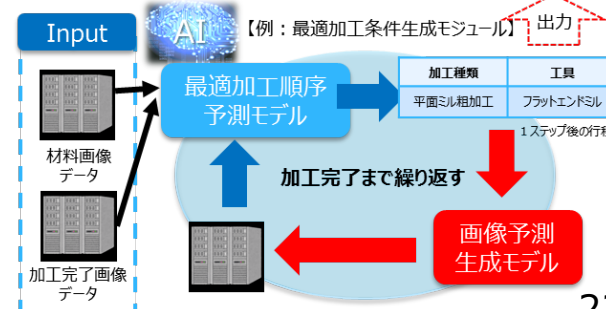 Input
AI
【例：最適加工条件生成モジュール】
出力
最適加工順序
予測モデル
加工種類
工具
平面ミル粗加工
フラットエンドミル
1ステップ後の行程
材料画像
データ
加工完了まで繰り返す
加工完了画像
データ
画像予測
生成モデル